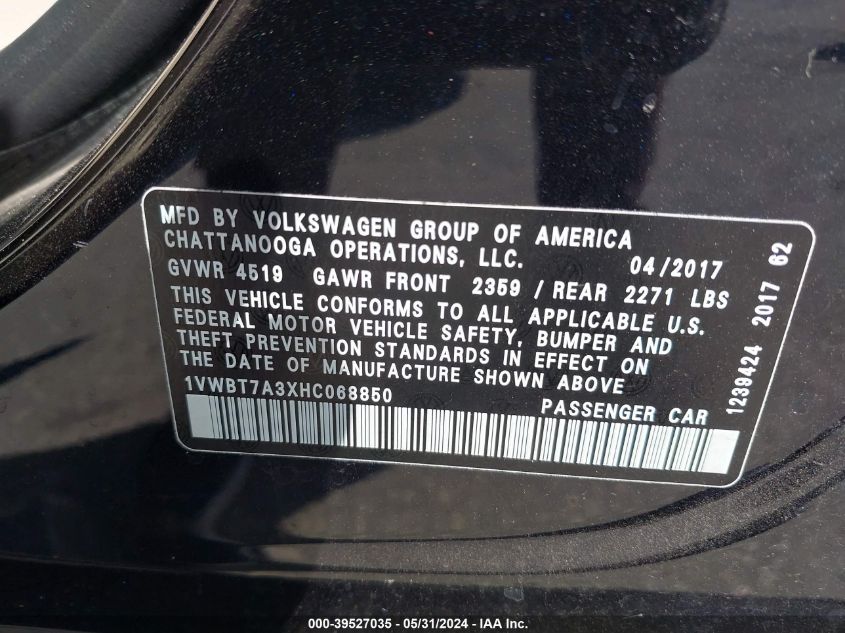 MFD BY VOLKSWAGEN GROUP OF AMERICA
CHATTANOOGA OPERATIONS, LLC. 04/2017
GVWR 4519 GAWR FRONT 2359 / REAR 2271 LBS
THIS VEHICLE CONFORMS TO ALL APPLICABLE U.S.
FEDERAL MOTOR VEHICLE SAFETY, BUMPER AND
THEFT PREVENTION STANDARDS IN EFFECT ON
THE DATE OF MANUFACTURE SHOWN ABOVE
1VWBT7A3XHC068850 PASSENGER CAR
1239424 2017 62
000-39527035 - 05/31/2024 - IAA Inc.